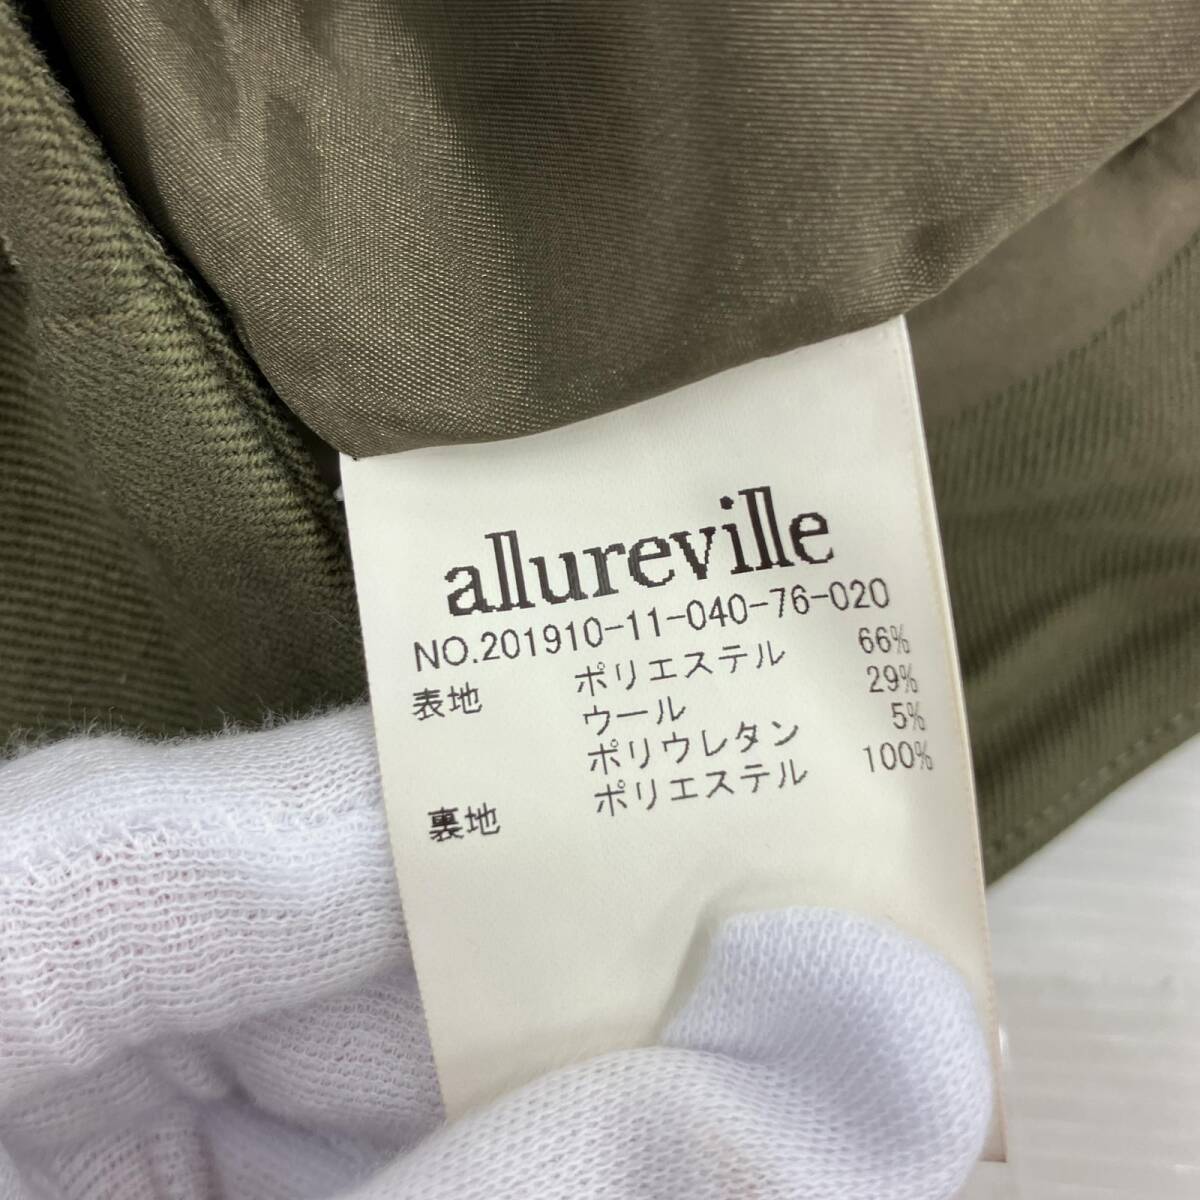 allureville
NO.201910-11-040-76-020
表地 ポリエステル 66%
ウール 29%
ポリウレタン 5%
裏地 ポリエステル 100%